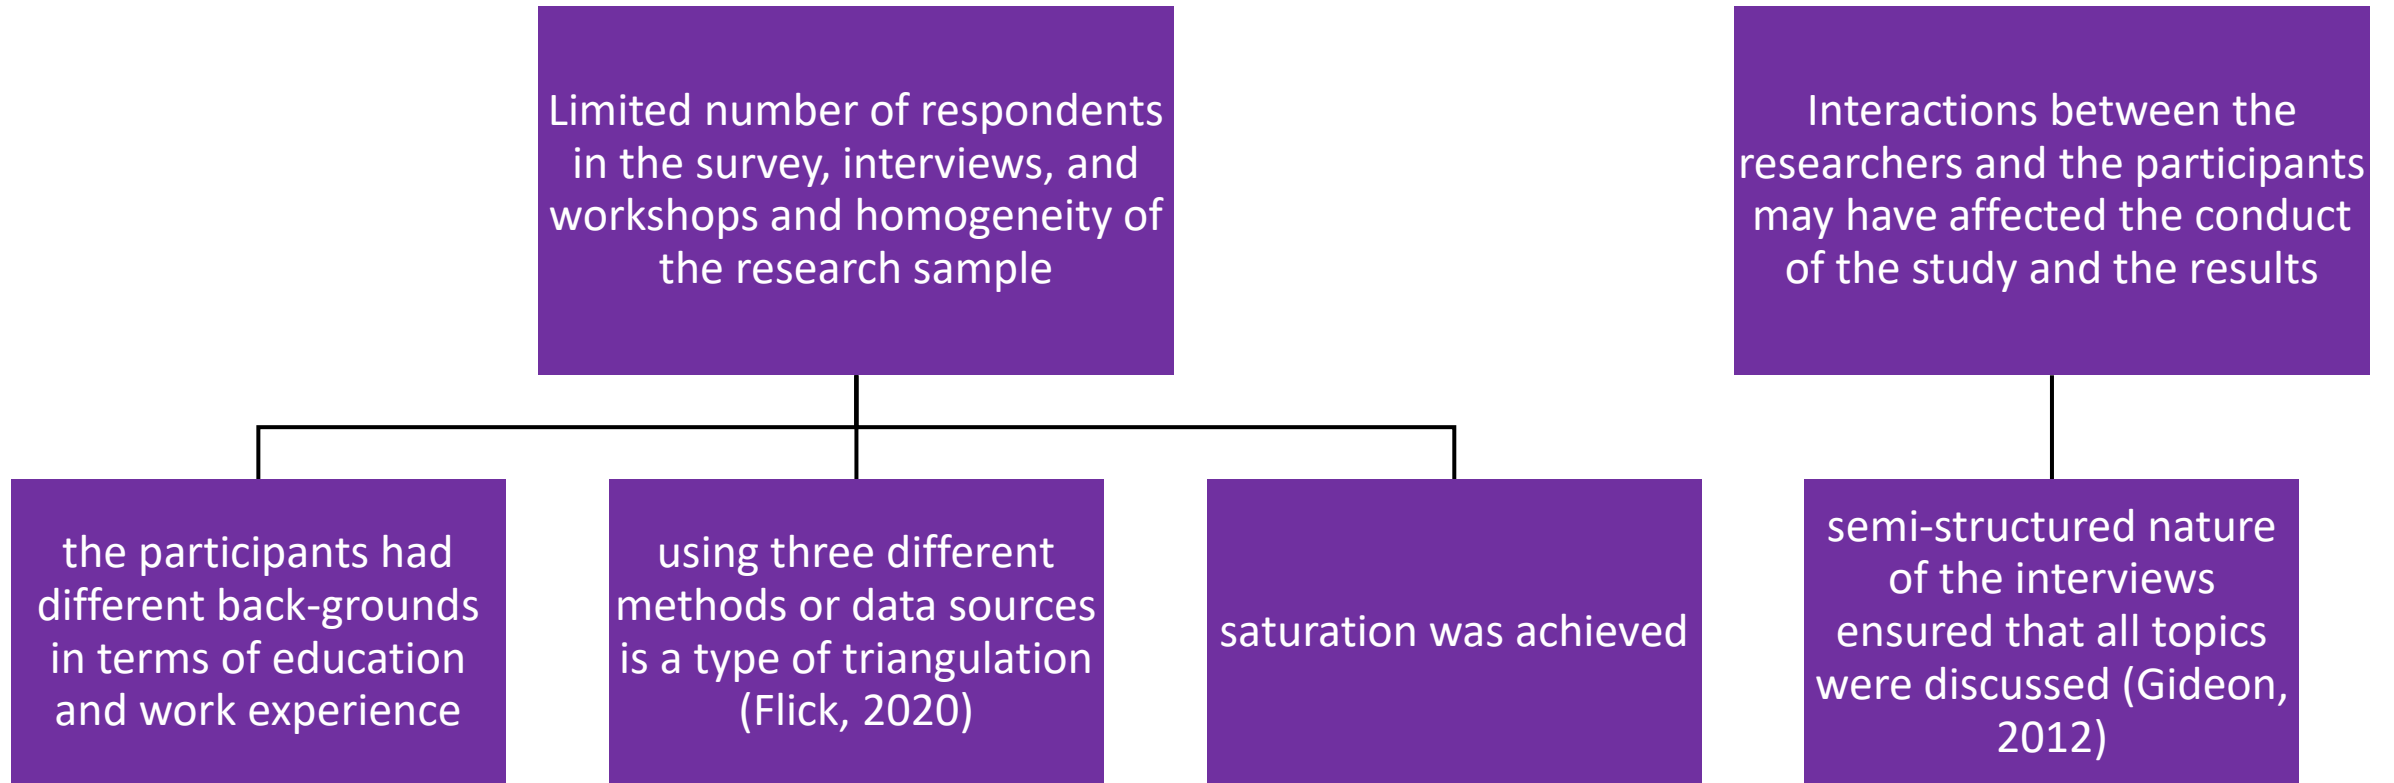 Limited number of respondents
in the survey, interviews, and
workshops and homogeneity of
the research sample
Interactions between the
researchers and the participants
may have affected the conduct
of the study and the results
the participants had
different back-grounds
in terms of education
and work experience
using three different
methods or data sources
is a type of triangulation
(Flick, 2020)
saturation was achieved
semi-structured nature
of the interviews
ensured that all topics
were discussed (Gideon,
2012)